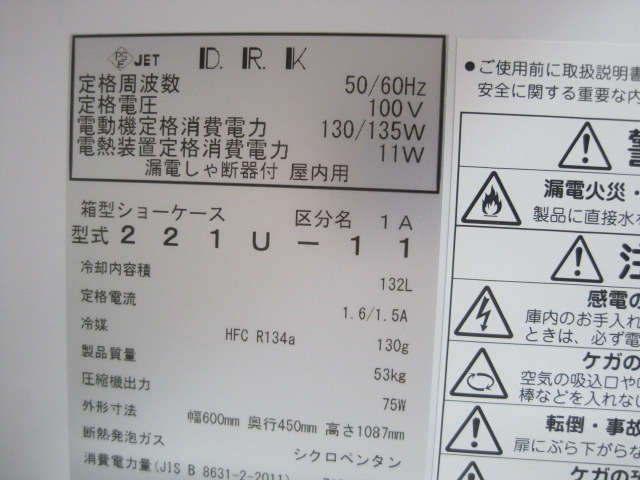 PSE JET D.R.K
定格周波数 50/60Hz
定格電圧 100V
電動機定格消費電力 130/135W
電熱装置定格消費電力 11W
漏電しゃ断器付 屋内用
箱型ショーケース 区分名 1A
型式 221U-11
冷却内容積 132L
定格電流 1.6/1.5A
冷媒 HFC R134a 130g
製品質量 53kg
圧縮機出力 75W
外形寸法 幅600mm 奥行450mm 高さ1087mm
断熱発泡ガス シクロペンタン
消費電力量(JIS B 8631-2-2011)
●ご使用前に取扱説明書
安全に関する重要な内
漏電火災・
製品に直接水を
注
感電の
庫内のお手入れ
ときは、必ず電
ケガの
空気の吸込口や吹
棒などを入れない
転倒・事故
扉にぶら下がらな
ケガの恐